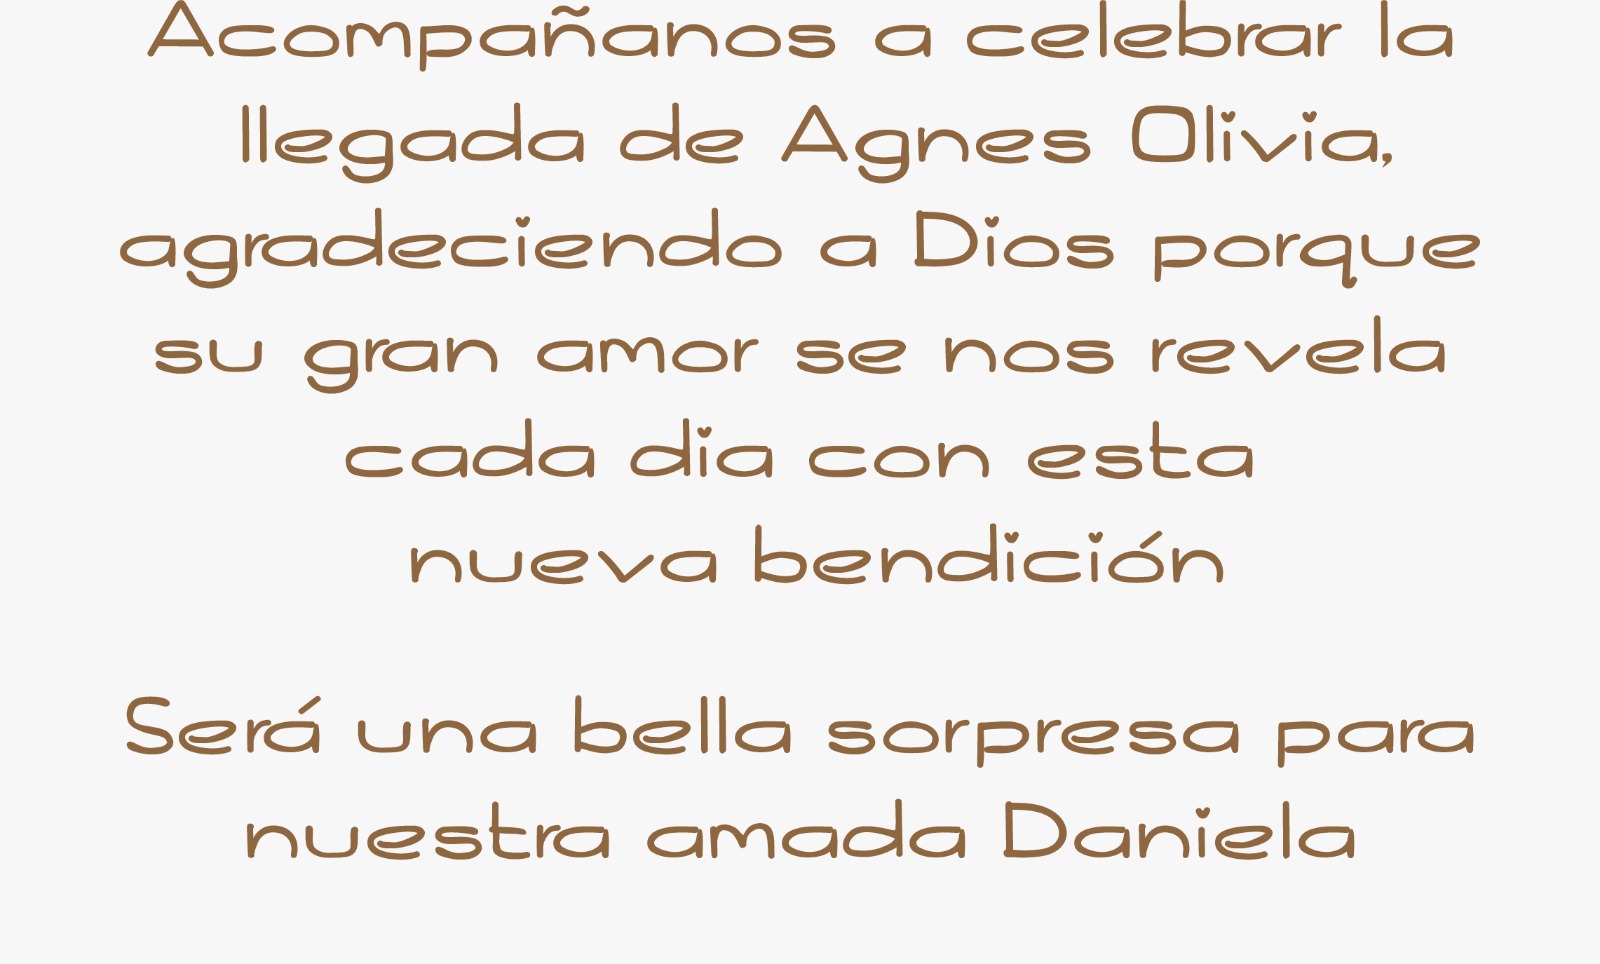 Acompañanos a celebrar la
llegada de Agnes Olivia,
agradeciendo a Dios porque
su gran amor se nos revela
cada dia con esta
nueva bendición
Será una bella sorpresa para
nuestra amada Daniela